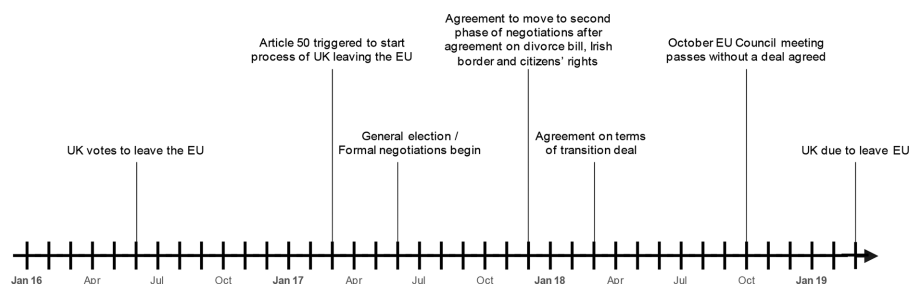 Agreement to move to second
phase of negotiations after
agreement on divorce bill, Irish
border and citizens' rights
Article 50 triggered to start
process of UK leaving the EU
October EU Council meeting
passes without a deal agreed
General election /
Formal negotiations begin
Agreement on terms
of transition deal
UK votes to leave the EU
UK due to leave EU
Jan 16 Apr Jul Oct Jan 17 Apr Jul Oct Jan 18 Apr Jul Oct Jan 19